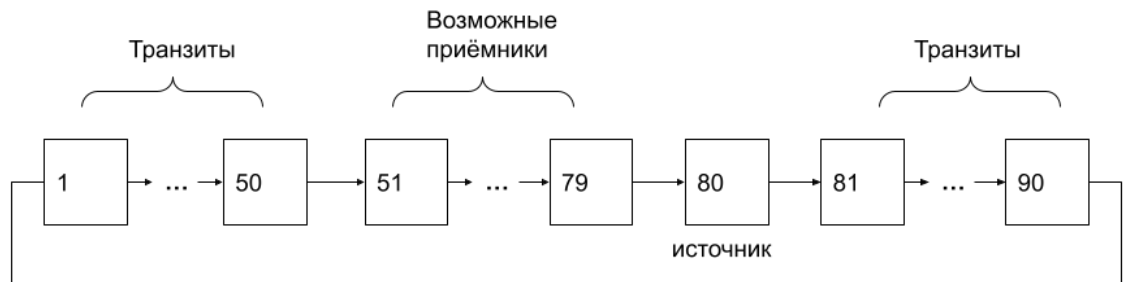 Возможные
Транзиты приёмники Транзиты
1 ... 50 51 ... 79 80 81 ... 90
источник